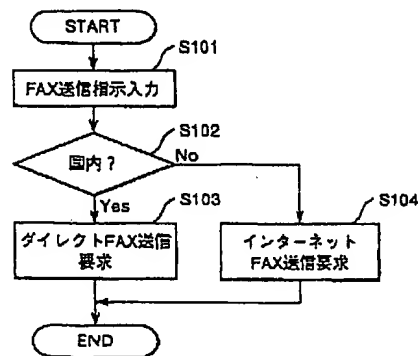 START
S101
FAX送信指示入力
S102
国内?
No
Yes
S103
S104
ダイレクトFAX送信
要求
インターネット
FAX送信要求
END